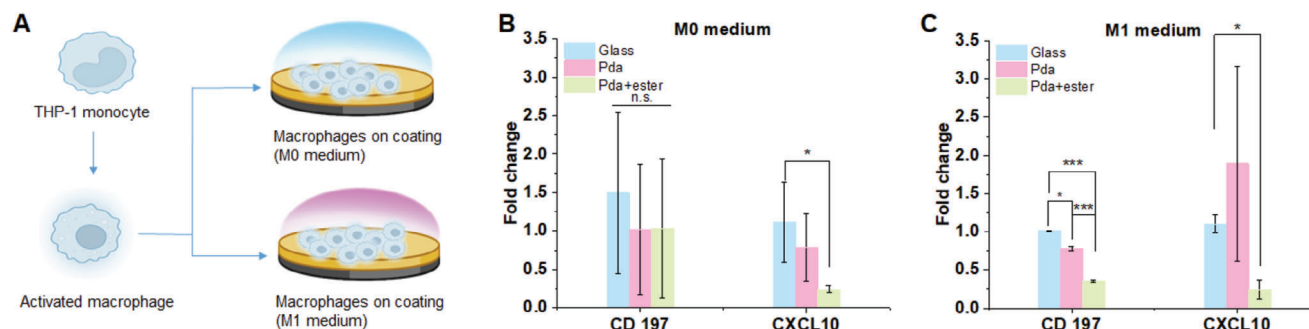 A
THP-1 monocyte
Activated macrophage
Macrophages on coating
(M0 medium)
Macrophages on coating
(M1 medium)
B
M0 medium
Fold change
3.5
3.0
2.5
2.0
1.5
1.0
0.5
0.0
Glass
Pda
Pda+ester
n.s.
*
CD 197
CXCL10
C
M1 medium
Fold change
3.5
3.0
2.5
2.0
1.5
1.0
0.5
0.0
Glass
Pda
Pda+ester
*
***
*
***
CD 197
CXCL10